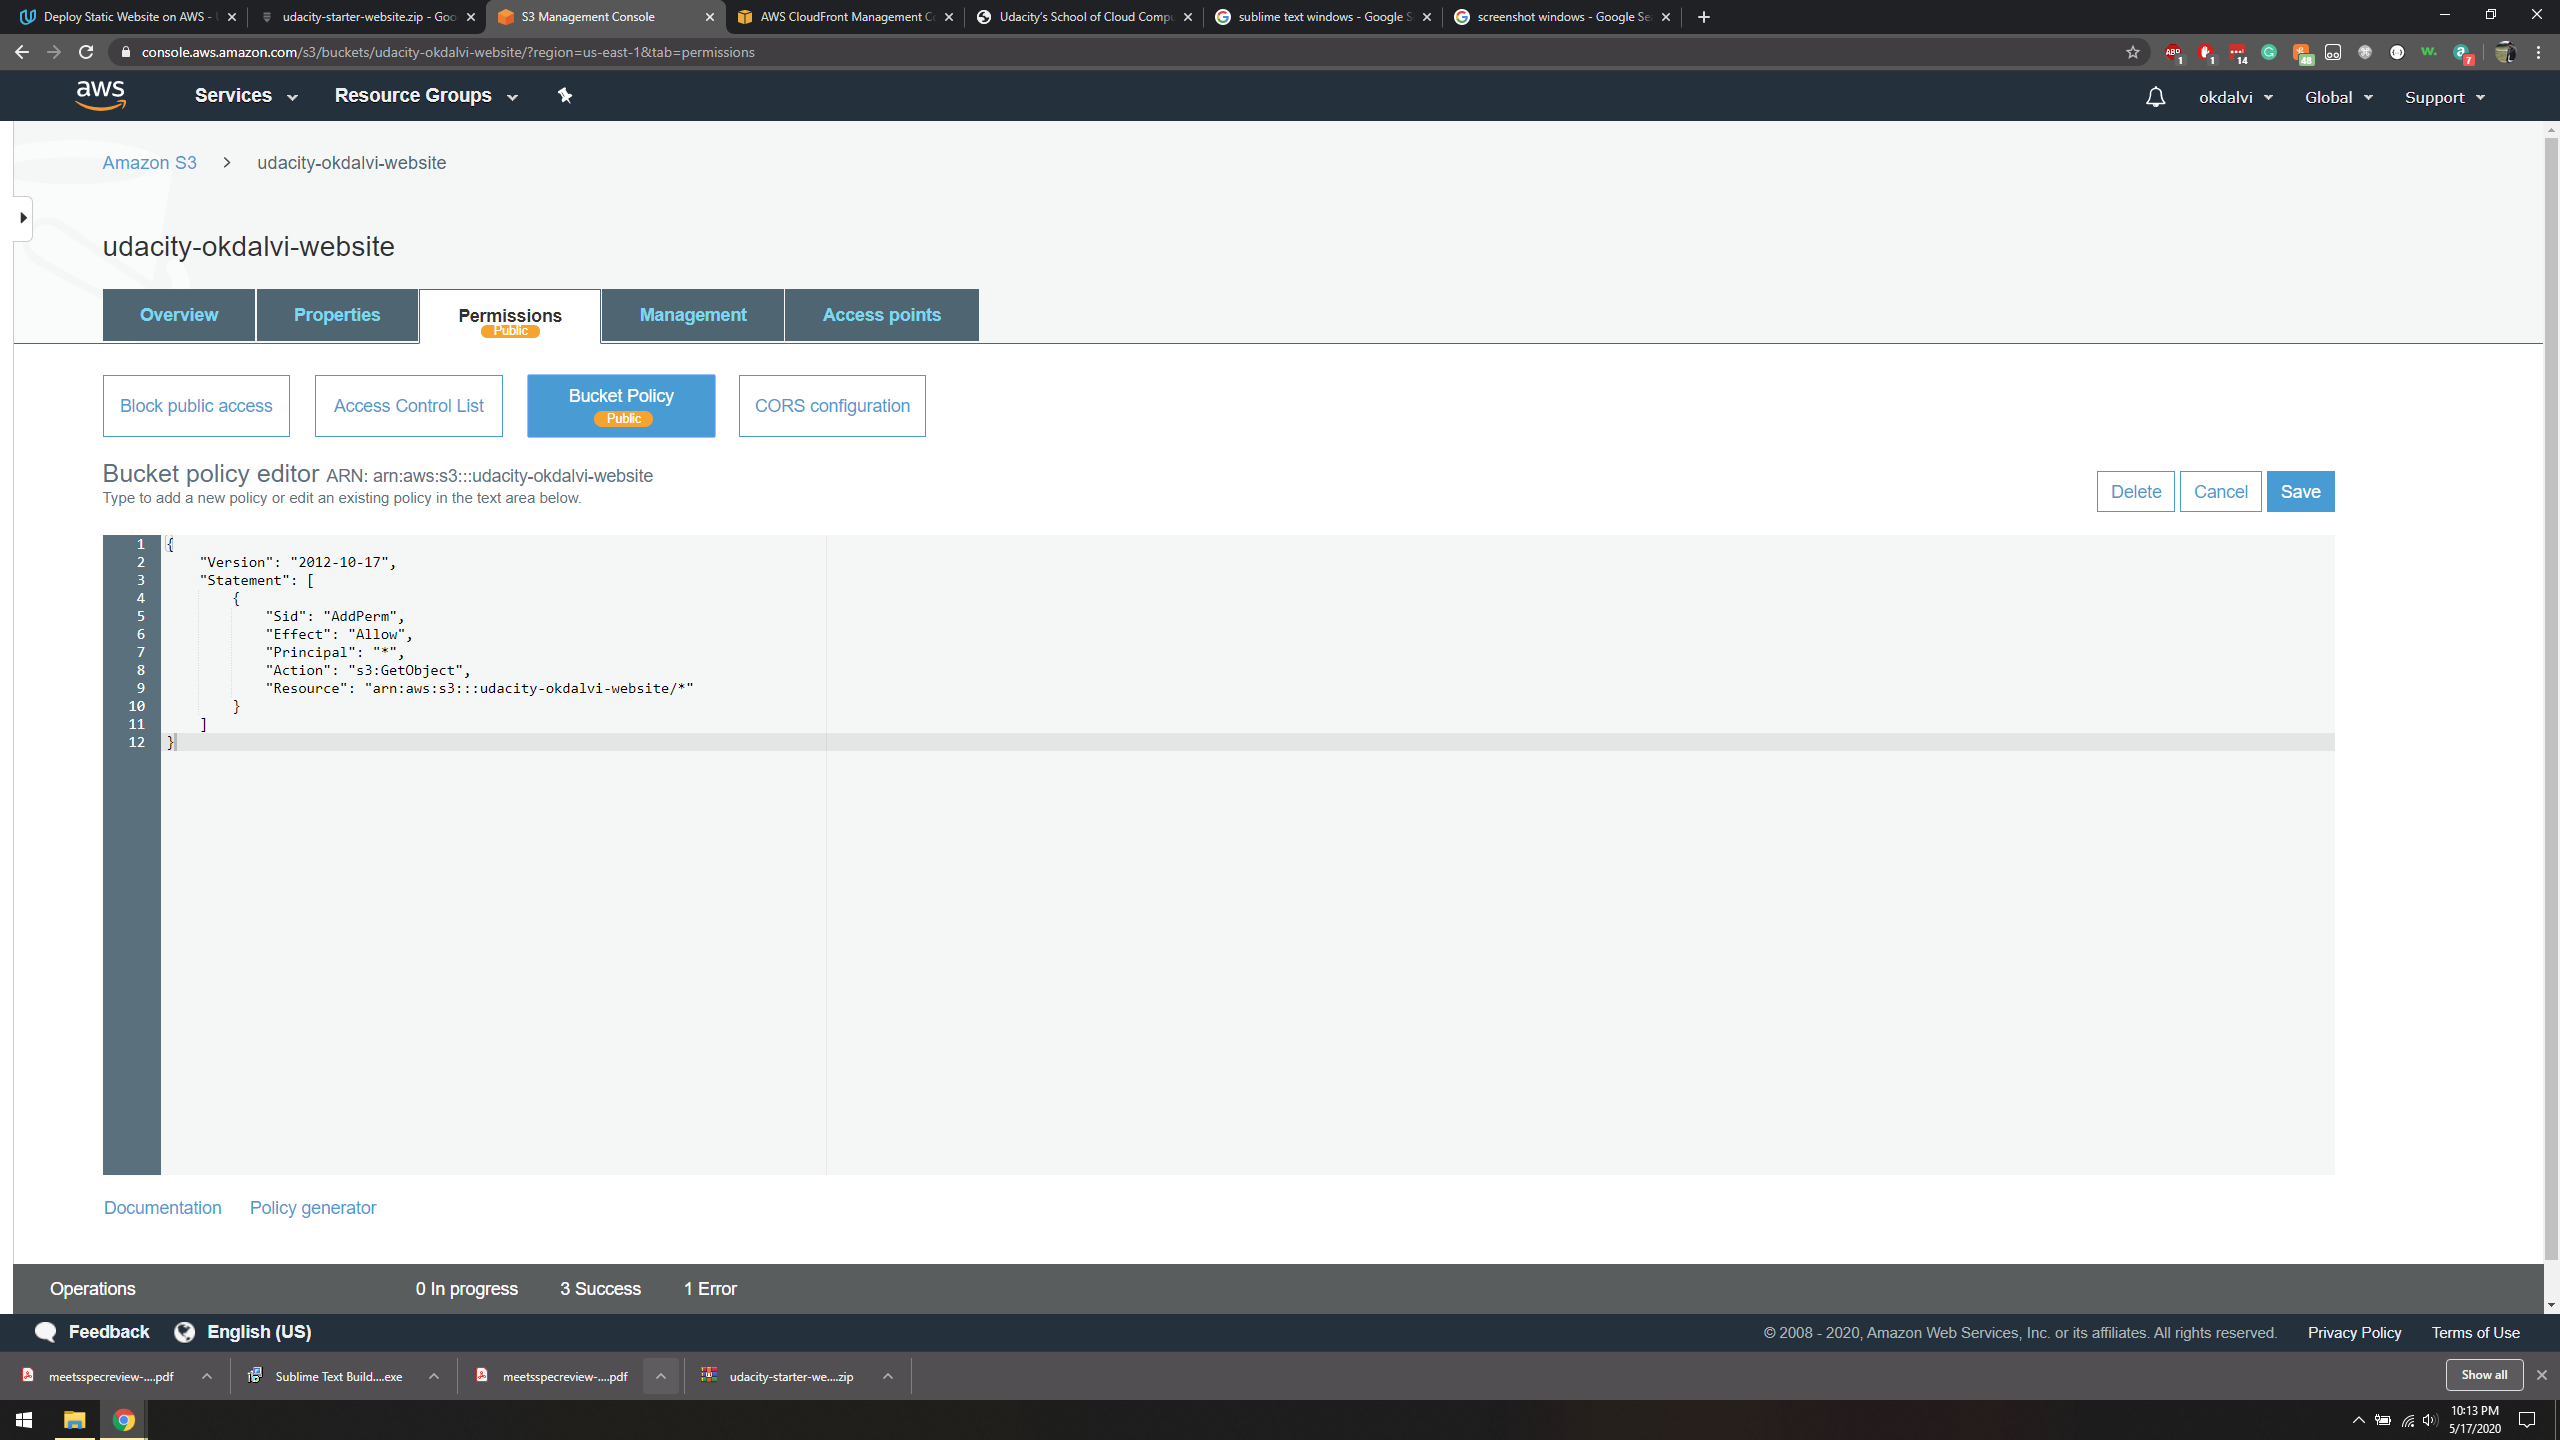 Deploy Static Website on AWS -
udacity-starter-website.zip - Goo
S3 Management Console
AWS CloudFront Management C
Udacity's School of Cloud Compu
sublime text windows - Google S
screenshot windows - Google Se
console.aws.amazon.com/s3/buckets/udacity-okdalvi-website/?region=us-east-1&tab=permissions
ABP 1
1
14
48
w.
7
aws
Services
Resource Groups
okdalvi
Global
Support
Amazon S3 > udacity-okdalvi-website
udacity-okdalvi-website
Overview
Properties
Permissions
Public
Management
Access points
Block public access
Access Control List
Bucket Policy
Public
CORS configuration
Bucket policy editor ARN: arn:aws:s3:::udacity-okdalvi-website
Type to add a new policy or edit an existing policy in the text area below.
Delete
Cancel
Save
1 {
2 "Version": "2012-10-17",
3 "Statement": [
4 {
5 "Sid": "AddPerm",
6 "Effect": "Allow",
7 "Principal": "*",
8 "Action": "s3:GetObject",
9 "Resource": "arn:aws:s3:::udacity-okdalvi-website/*"
10 }
11 ]
12 }
Documentation
Policy generator
Operations
0 In progress
3 Success
1 Error
Feedback
English (US)
© 2008 - 2020, Amazon Web Services, Inc. or its affiliates. All rights reserved.
Privacy Policy
Terms of Use
meetsspecreview-....pdf
Sublime Text Build....exe
meetsspecreview-....pdf
udacity-starter-we....zip
Show all
10:13 PM
5/17/2020